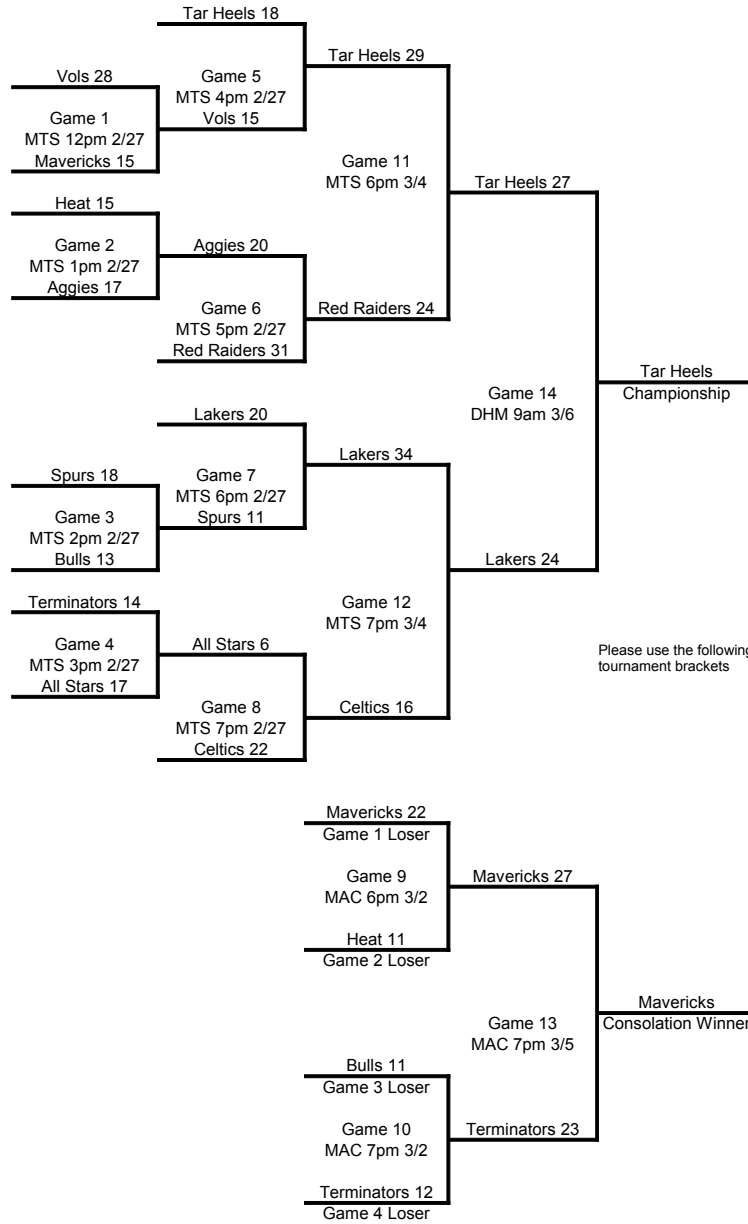 Tar Heels 18
Tar Heels 29
Vols 28
Game 5
MTS 4pm 2/27
Vols 15
Game 1
MTS 12pm 2/27
Mavericks 15
Game 11
MTS 6pm 3/4
Tar Heels 27
Heat 15
Game 2
MTS 1pm 2/27
Aggies 17
Aggies 20
Game 6
MTS 5pm 2/27
Red Raiders 31
Red Raiders 24
Tar Heels
Championship
Game 14
DHM 9am 3/6
Lakers 20
Lakers 34
Spurs 18
Game 7
MTS 6pm 2/27
Spurs 11
Game 3
MTS 2pm 2/27
Bulls 13
Lakers 24
Terminators 14
Game 12
MTS 7pm 3/4
Game 4
MTS 3pm 2/27
All Stars 17
All Stars 6
Please use the following
tournament brackets
Game 8
MTS 7pm 2/27
Celtics 22
Celtics 16
Mavericks 22
Game 1 Loser
Game 9
MAC 6pm 3/2
Mavericks 27
Heat 11
Game 2 Loser
Mavericks
Consolation Winner
Game 13
MAC 7pm 3/5
Bulls 11
Game 3 Loser
Game 10
MAC 7pm 3/2
Terminators 23
Terminators 12
Game 4 Loser